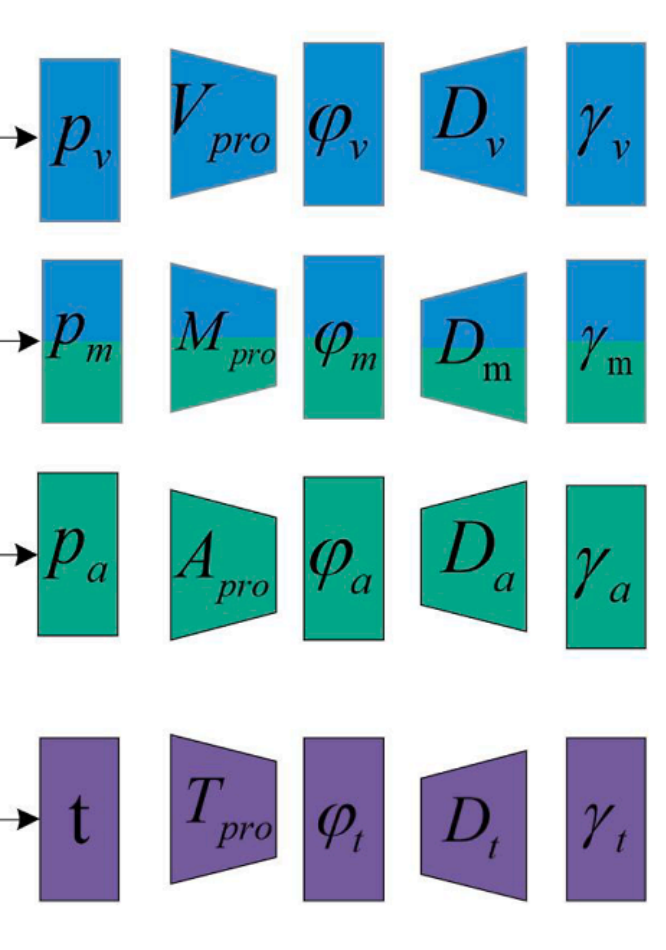 p_v V_pro φ_v D_v γ_v
p_m M_pro φ_m D_m γ_m
p_a A_pro φ_a D_a γ_a
t T_pro φ_t D_t γ_t